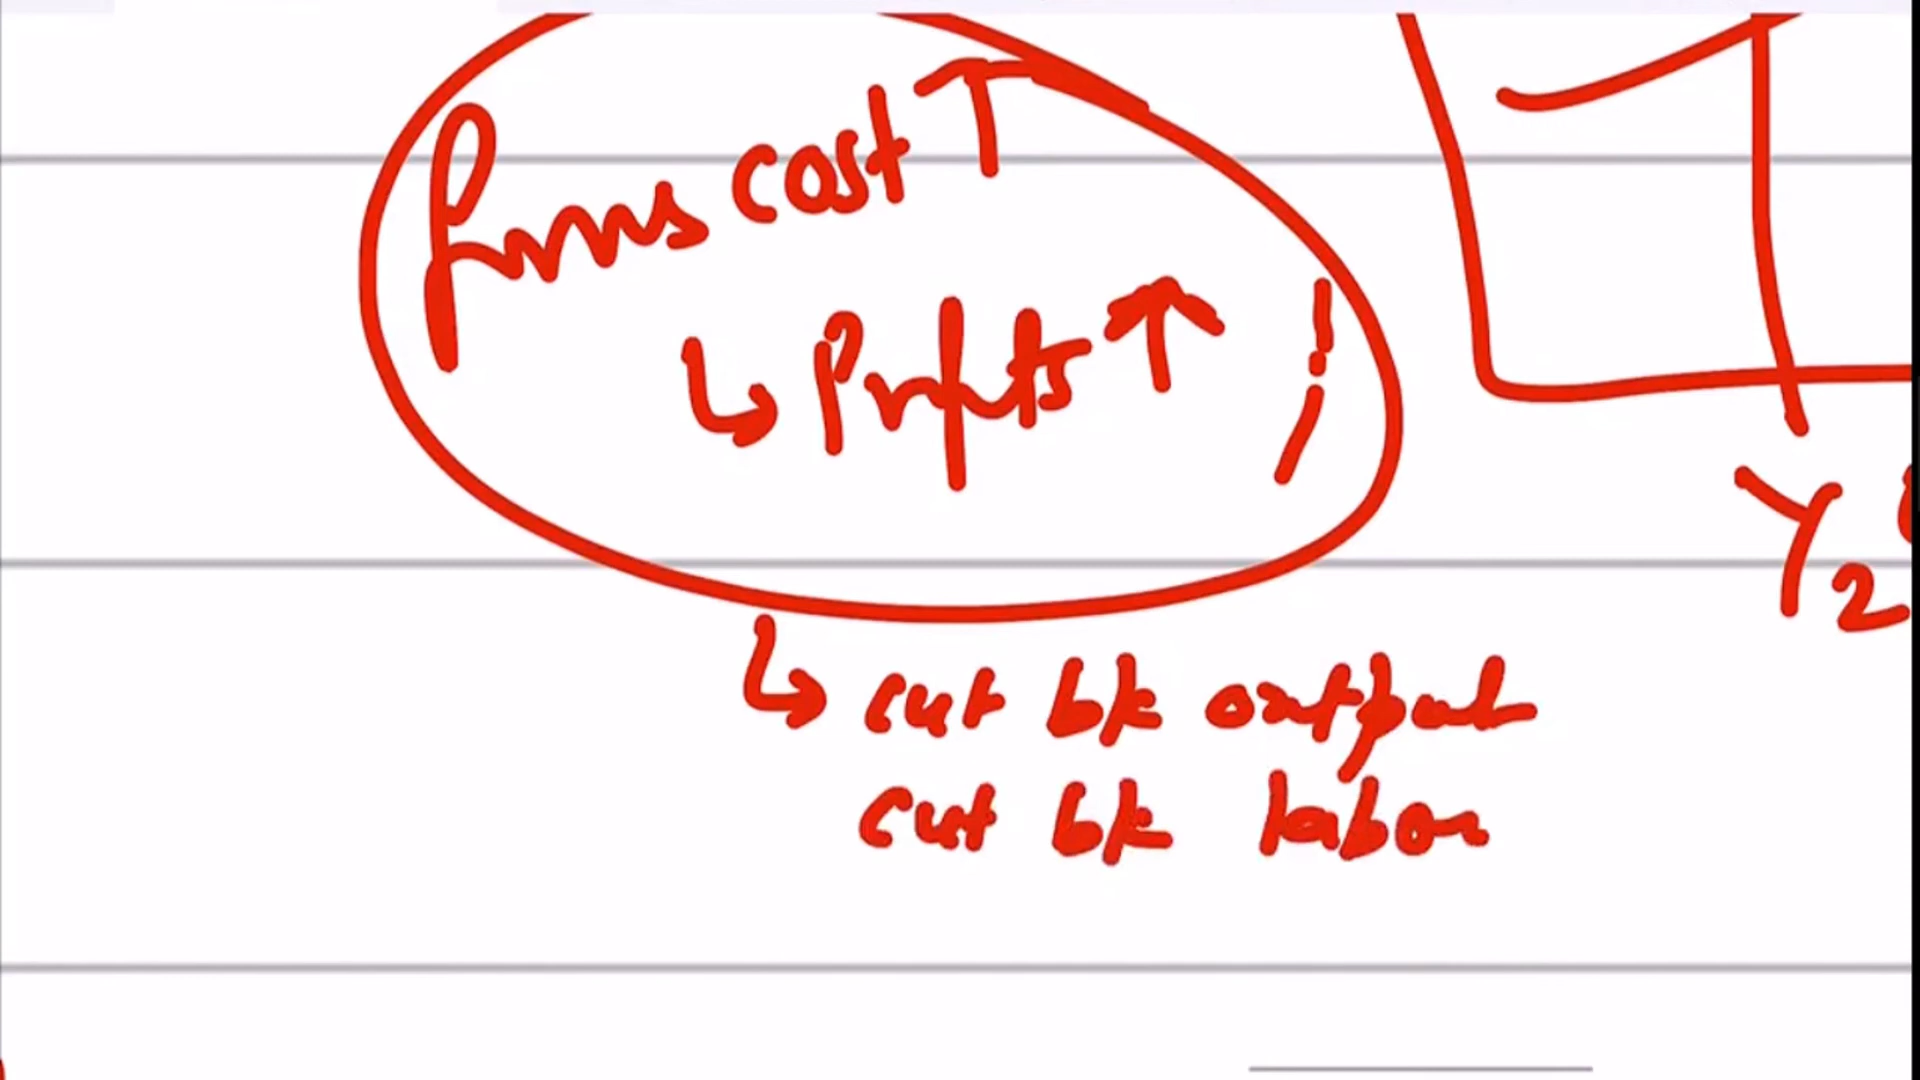 firms cost ↑
↳ Profits ↑
↳ cut bk output
cut bk labor
Y2